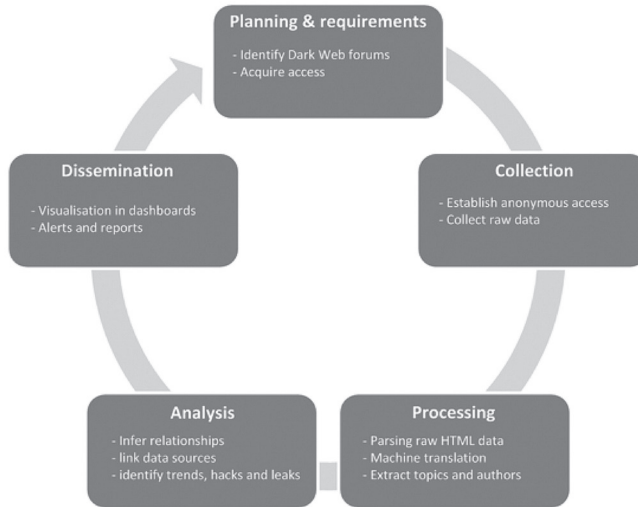 Planning & requirements
- Identify Dark Web forums
- Acquire access
Collection
- Establish anonymous access
- Collect raw data
Processing
- Parsing raw HTML data
- Machine translation
- Extract topics and authors
Analysis
- Infer relationships
- link data sources
- identify trends, hacks and leaks
Dissemination
- Visualisation in dashboards
- Alerts and reports